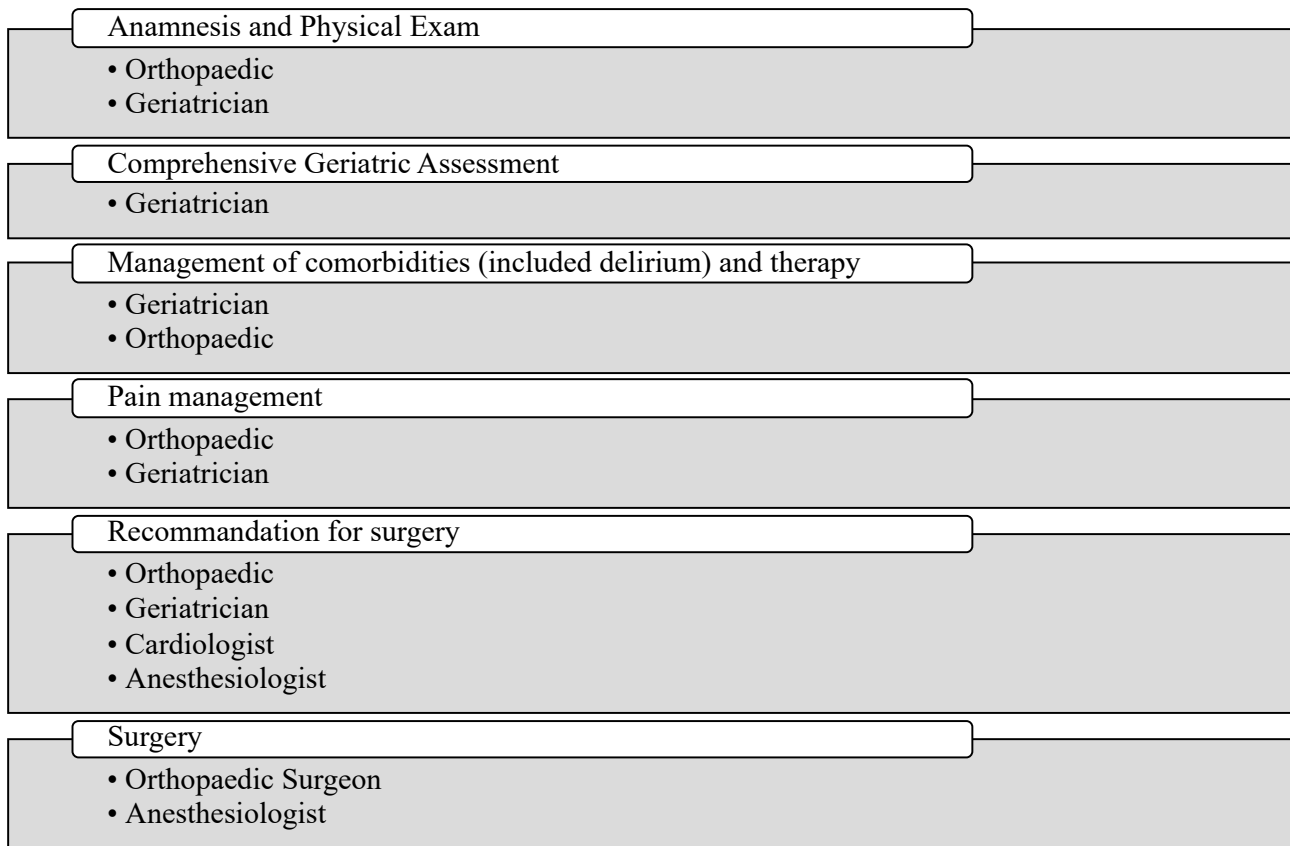 Anamnesis and Physical Exam
• Orthopaedic
• Geriatrician
Comprehensive Geriatric Assessment
• Geriatrician
Management of comorbidities (included delirium) and therapy
• Geriatrician
• Orthopaedic
Pain management
• Orthopaedic
• Geriatrician
Recommandation for surgery
• Orthopaedic
• Geriatrician
• Cardiologist
• Anesthesiologist
Surgery
• Orthopaedic Surgeon
• Anesthesiologist